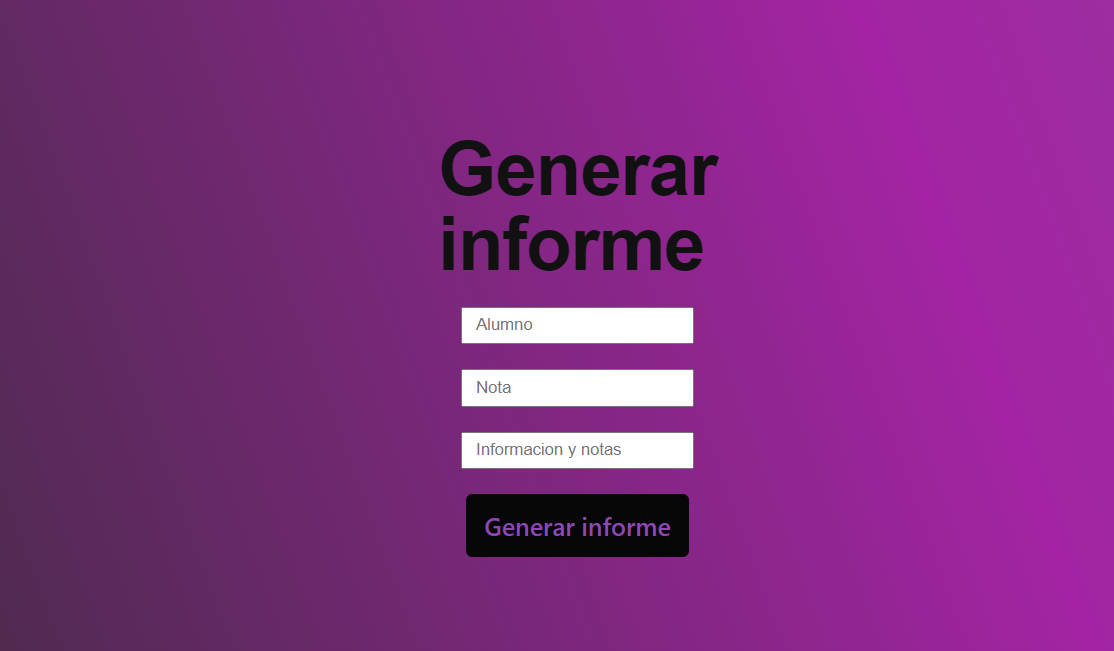 Generar
informe
Alumno
Nota
Informacion y notas
Generar informe